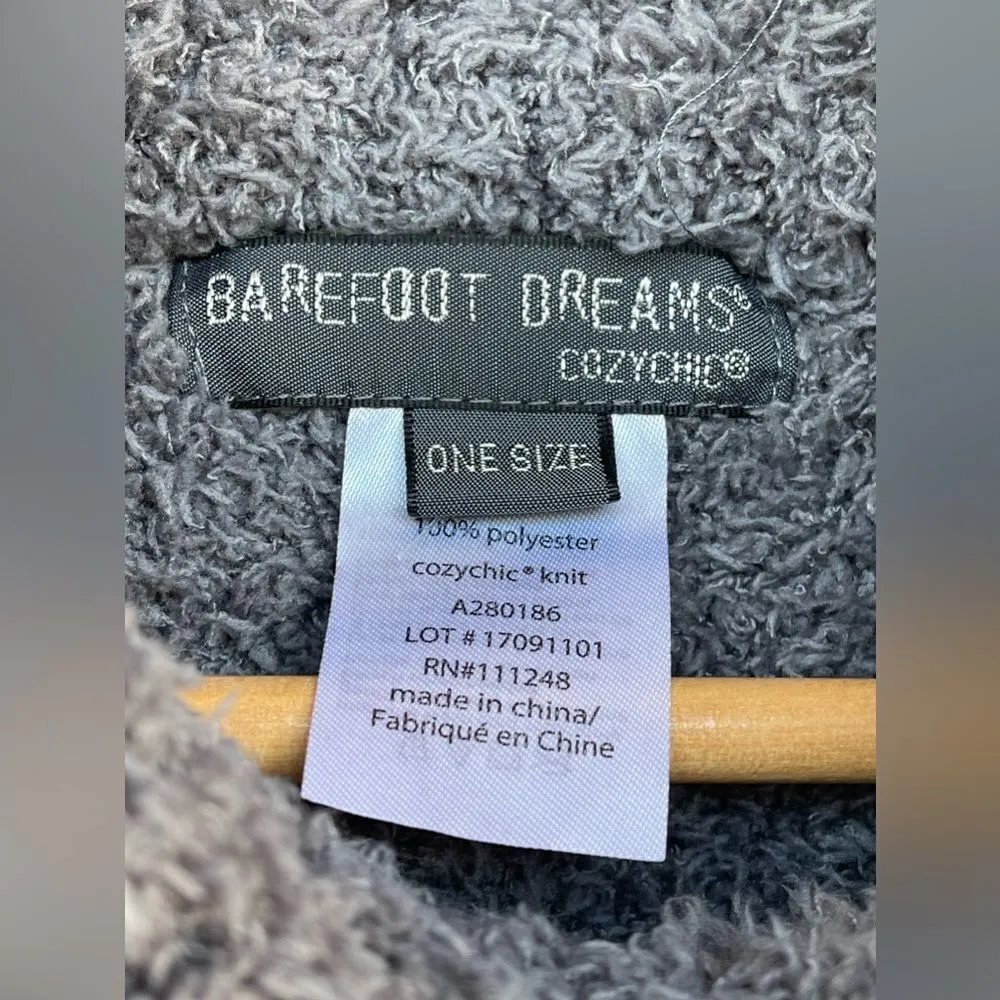 BAREFOOT DREAMS®
COZYCHIC®
ONE SIZE
100% polyester
cozychic® knit
A280186
LOT # 17091101
RN#111248
made in china/
Fabriqué en Chine